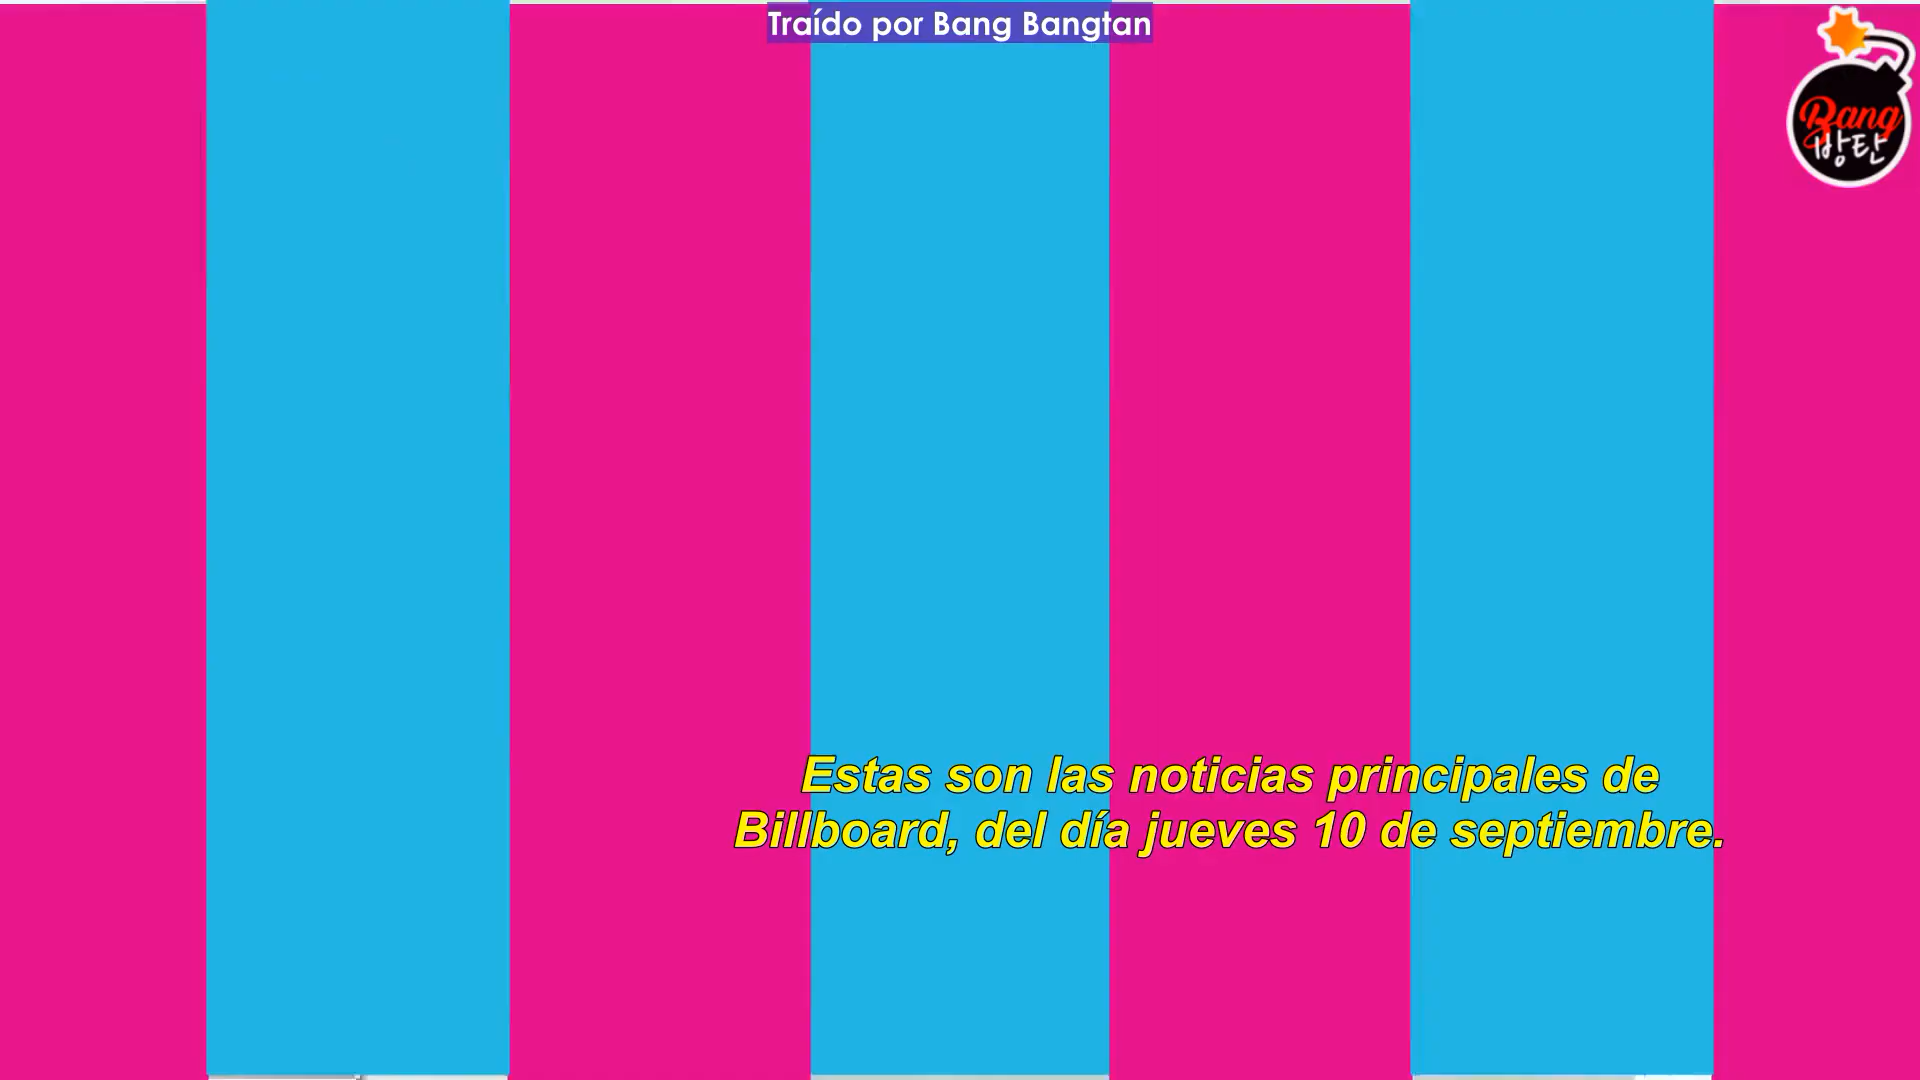 Traído por Bang Bangtan
Bang
방탄
Estas son las noticias principales de
Billboard, del día jueves 10 de septiembre.